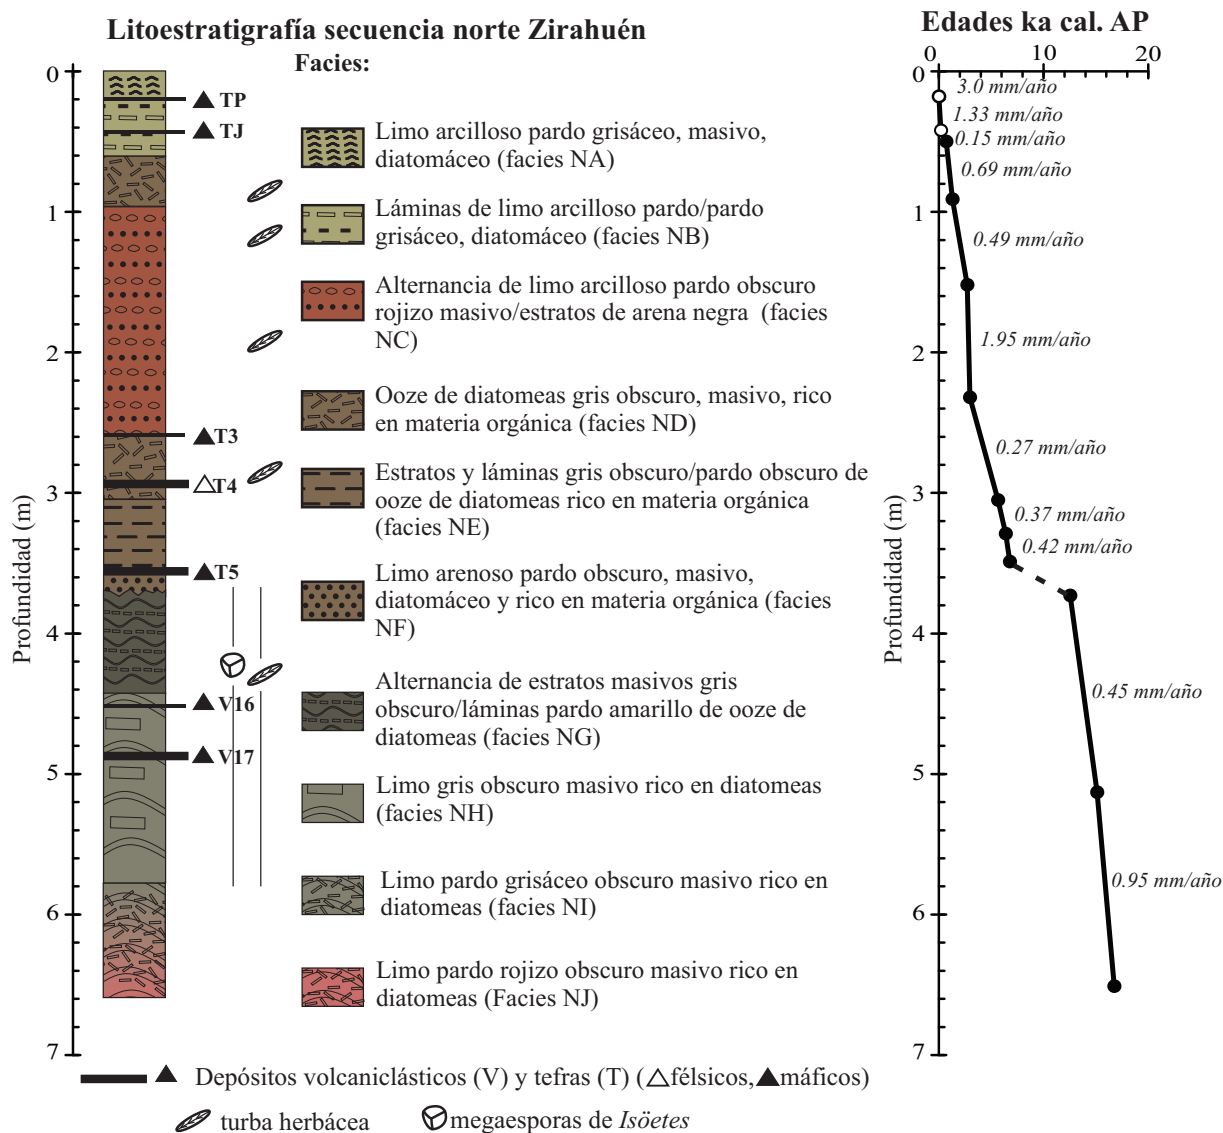 Litoestratigrafía secuencia norte Zirahuén
Facies:
Profundidad (m)
0
1
2
3
4
5
6
7
TP
TJ
T3
T4
T5
V16
V17
Limo arcilloso pardo grisáceo, masivo,
diatomáceo (facies NA)
Láminas de limo arcilloso pardo/pardo
grisáceo, diatomáceo (facies NB)
Alternancia de limo arcilloso pardo obscuro
rojizo masivo/estratos de arena negra (facies
NC)
Ooze de diatomeas gris obscuro, masivo, rico
en materia orgánica (facies ND)
Estratos y láminas gris obscuro/pardo obscuro de
ooze de diatomeas rico en materia orgánica
(facies NE)
Limo arenoso pardo obscuro, masivo,
diatomáceo y rico en materia orgánica (facies
NF)
Alternancia de estratos masivos gris
obscuro/láminas pardo amarillo de ooze de
diatomeas (facies NG)
Limo gris obscuro masivo rico en diatomeas
(facies NH)
Limo pardo grisáceo obscuro masivo rico en
diatomeas (facies NI)
Limo pardo rojizo obscuro masivo rico en
diatomeas (Facies NJ)
Edades ka cal. AP
0 10 20
Profundidad (m)
0
1
2
3
4
5
6
7
3.0 mm/año
1.33 mm/año
0.15 mm/año
0.69 mm/año
0.49 mm/año
1.95 mm/año
0.27 mm/año
0.37 mm/año
0.42 mm/año
0.45 mm/año
0.95 mm/año
Depósitos volcaniclásticos (V) y tefras (T) (félsicos, máficos)
turba herbácea megaesporas de Isöetes